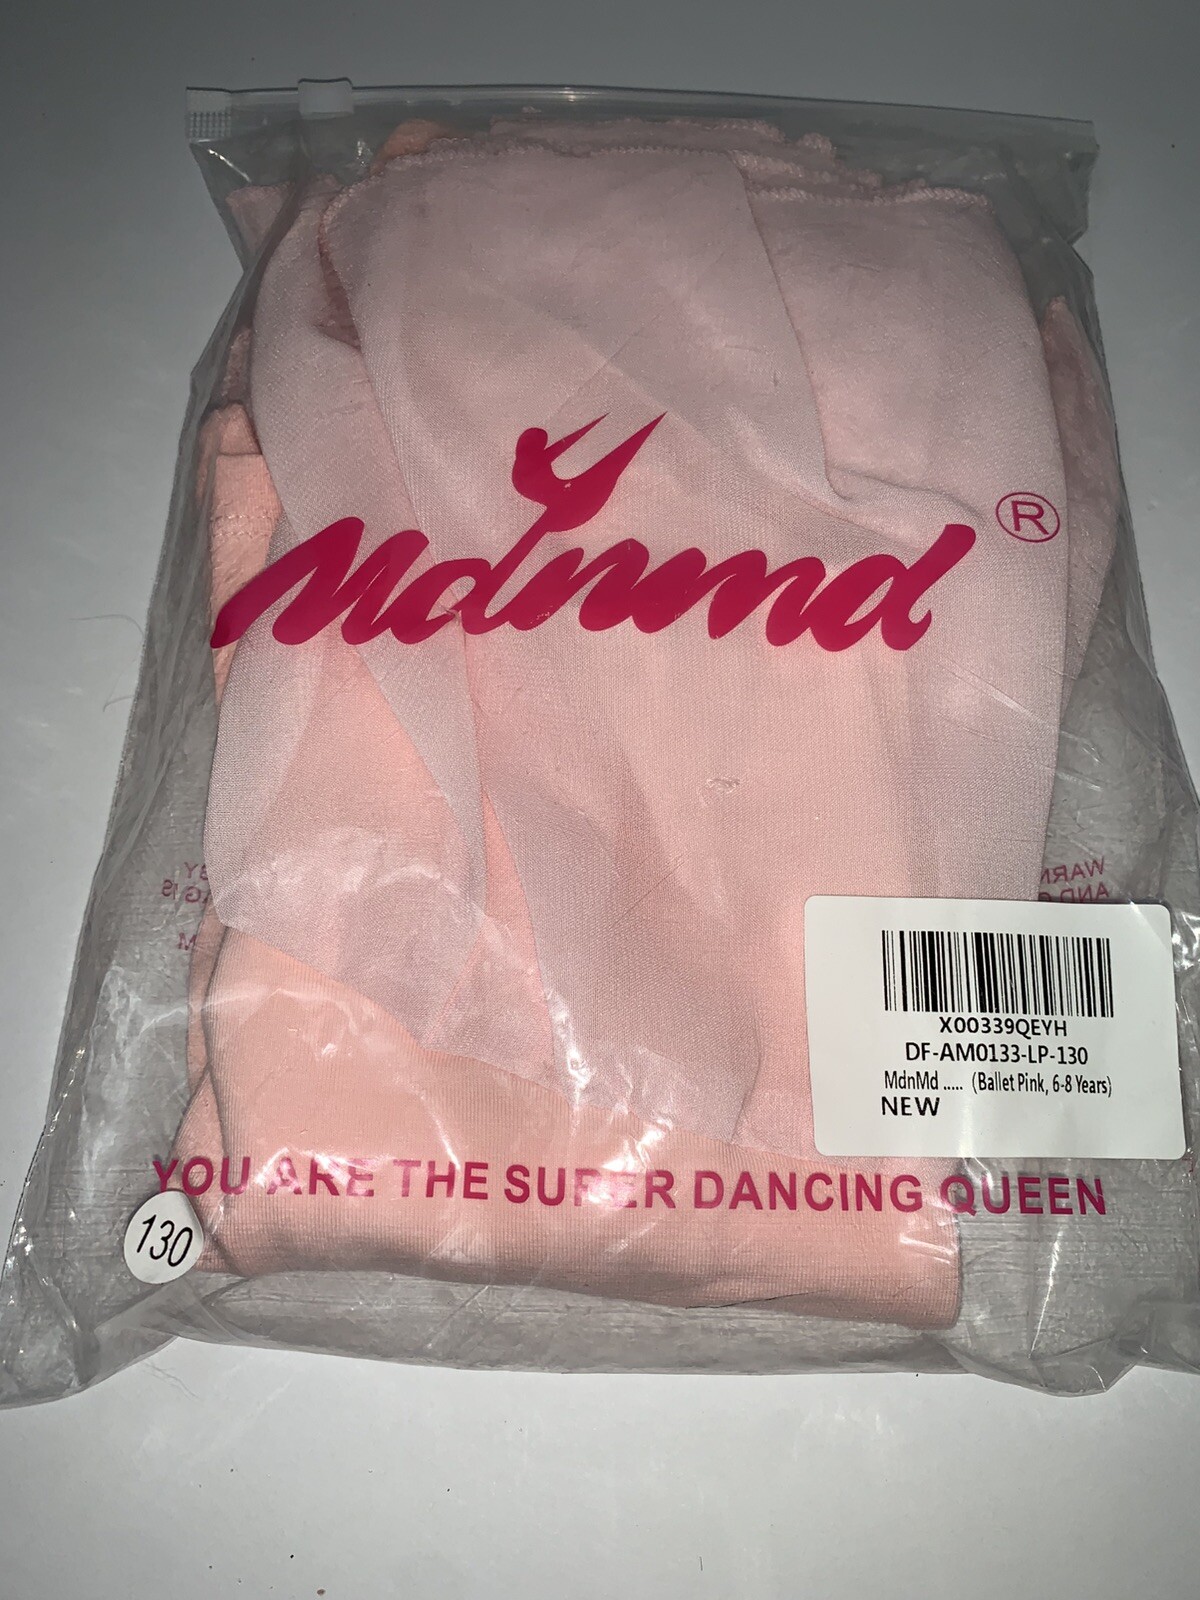 Mdnmd ®
X00339QEYH
DF-AM0133-LP-130
MdnMd ..... (Ballet Pink, 6-8 Years)
NEW
YOU ARE THE SUPER DANCING QUEEN
130